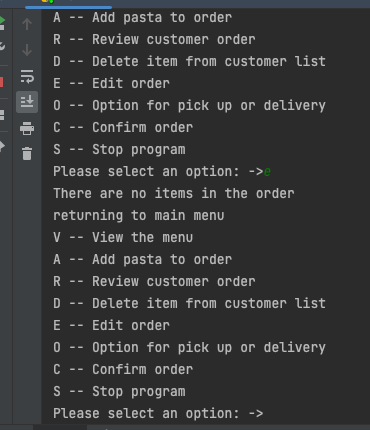 A -- Add pasta to order
R -- Review customer order
D -- Delete item from customer list
E -- Edit order
O -- Option for pick up or delivery
C -- Confirm order
S -- Stop program
Please select an option: ->e
There are no items in the order
returning to main menu
V -- View the menu
A -- Add pasta to order
R -- Review customer order
D -- Delete item from customer list
E -- Edit order
O -- Option for pick up or delivery
C -- Confirm order
S -- Stop program
Please select an option: ->